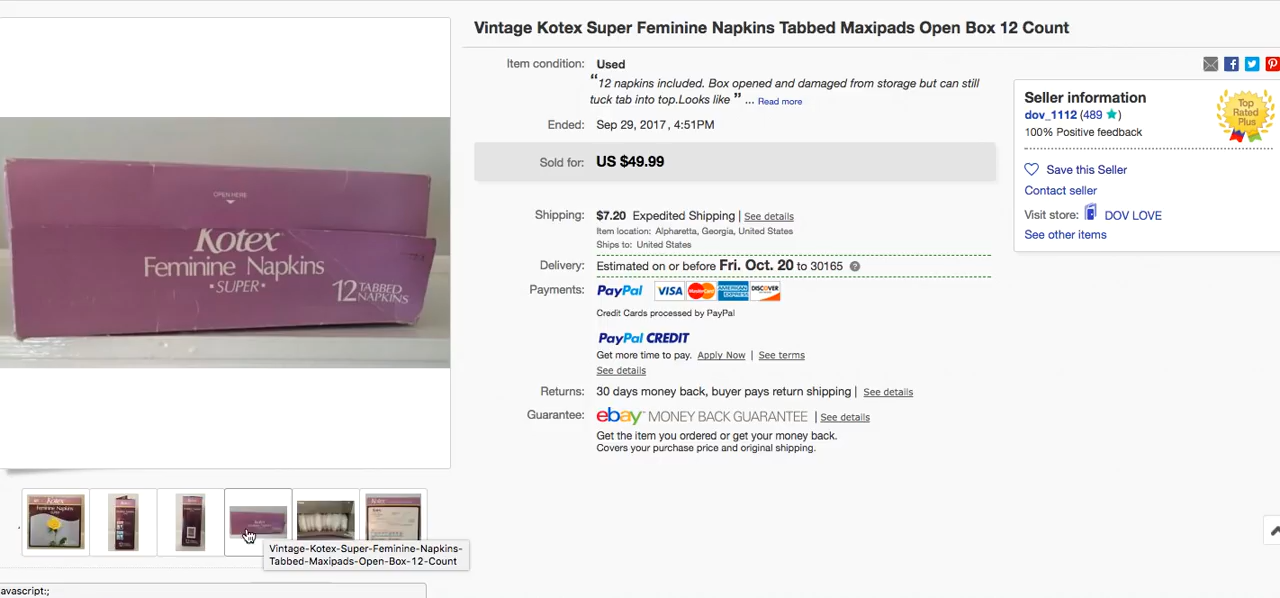 Vintage Kotex Super Feminine Napkins Tabbed Maxipads Open Box 12 Count
Item condition: Used
“12 napkins included. Box opened and damaged from storage but can still
tuck tab into top.Looks like ” ... Read more
Ended: Sep 29, 2017 , 4:51PM
Sold for: US $49.99
Shipping: $7.20 Expedited Shipping | See details
Item location: Alpharetta, Georgia, United States
Ships to: United States
Delivery: Estimated on or before Fri. Oct. 20 to 30165
Payments: PayPal VISA MasterCard AMERICAN EXPRESS DISCOVER
Credit Cards processed by PayPal
PayPal CREDIT
Get more time to pay. Apply Now | See terms
See details
Returns: 30 days money back, buyer pays return shipping | See details
Guarantee: ebay MONEY BACK GUARANTEE | See details
Get the item you ordered or get your money back.
Covers your purchase price and original shipping.
Seller information
dov_1112 (489 )
100% Positive feedback
Top
Rated
Plus
Save this Seller
Contact seller
Visit store: DOV LOVE
See other items
OPEN HERE
Kotex
Feminine Napkins
•SUPER•
12 TABBED
NAPKINS
Kotex
Feminine Napkins
Vintage-Kotex-Super-Feminine-Napkins-
Tabbed-Maxipads-Open-Box-12-Count
avascript:;